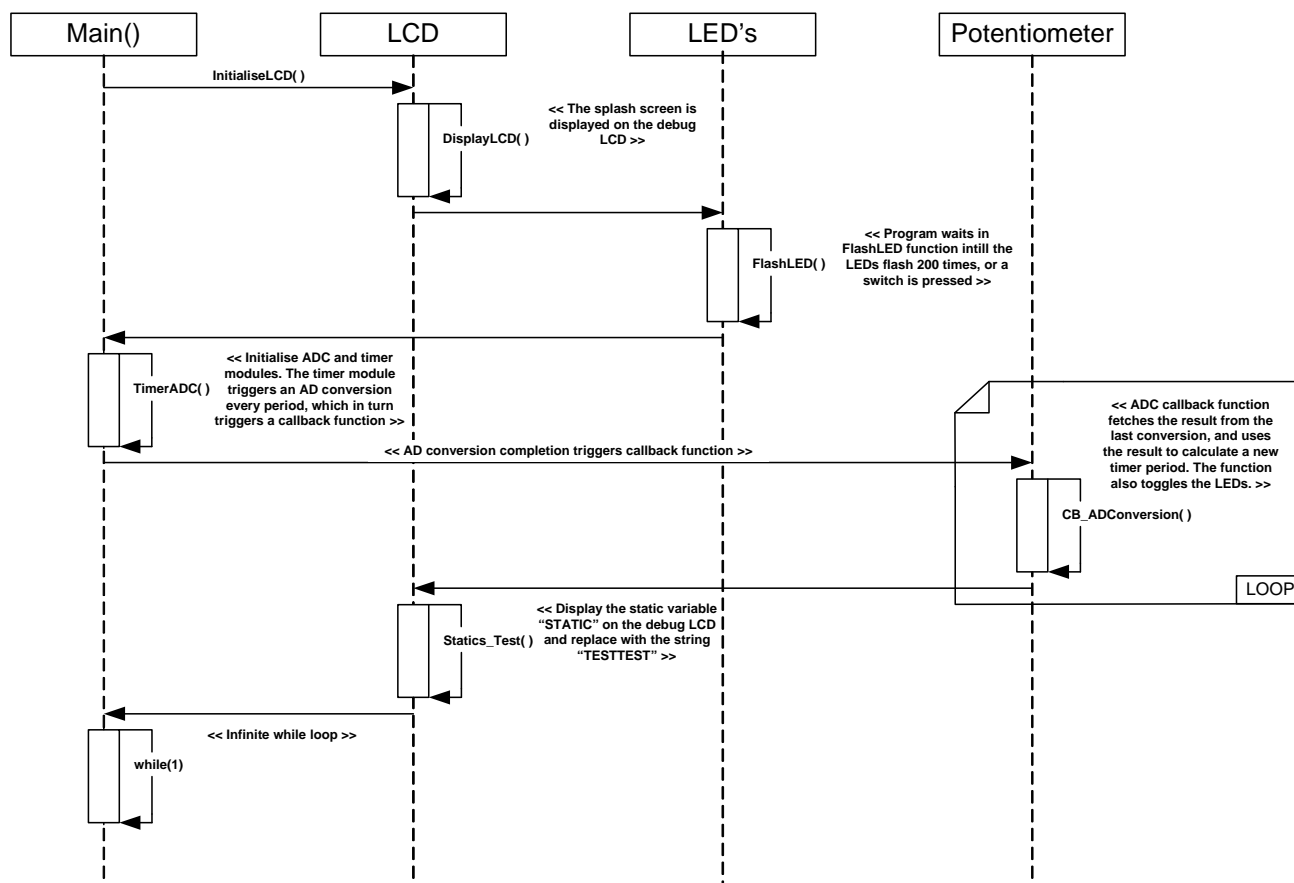 Main()
LCD
LED's
Potentiometer
InitialiseLCD( )
<< The splash screen is
displayed on the debug
LCD >>
DisplayLCD( )
<< Program waits in
FlashLED function intill the
LEDs flash 200 times, or a
switch is pressed >>
FlashLED( )
<< Initialise ADC and timer
modules. The timer module
triggers an AD conversion
every period, which in turn
triggers a callback function >>
TimerADC( )
<< ADC callback function
fetches the result from the
last conversion, and uses
the result to calculate a new
timer period. The function
also toggles the LEDs. >>
<< AD conversion completion triggers callback function >>
CB_ADConversion( )
LOOP
<< Display the static variable
“STATIC” on the debug LCD
and replace with the string
“TESTTEST” >>
Statics_Test( )
<< Infinite while loop >>
while(1)